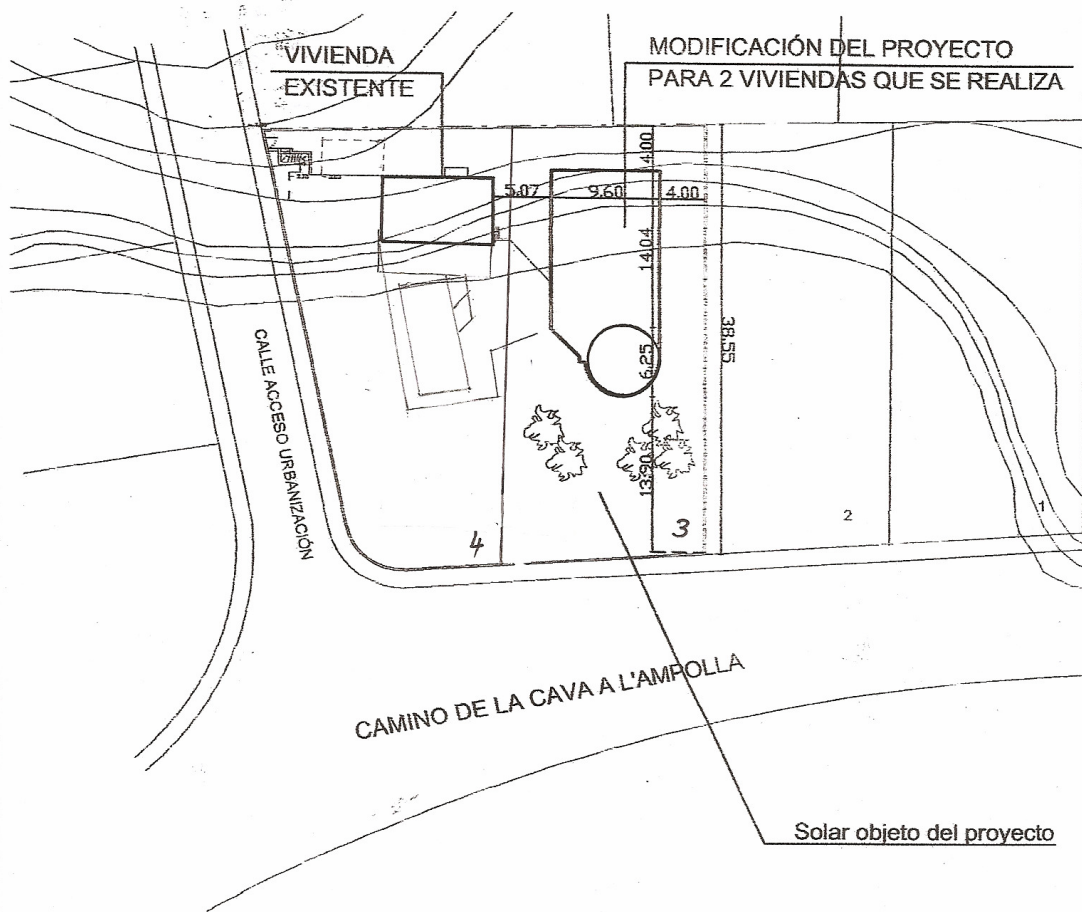 VIVIENDA
EXISTENTE
MODIFICACIÓN DEL PROYECTO
PARA 2 VIVIENDAS QUE SE REALIZA
4.00
5.07
9.60
4.00
14.04
38.55
6.25
13.90
CALLE ACCESO URBANIZACIÓN
4
3
2
1
CAMINO DE LA CAVA A L'AMPOLLA
Solar objeto del proyecto